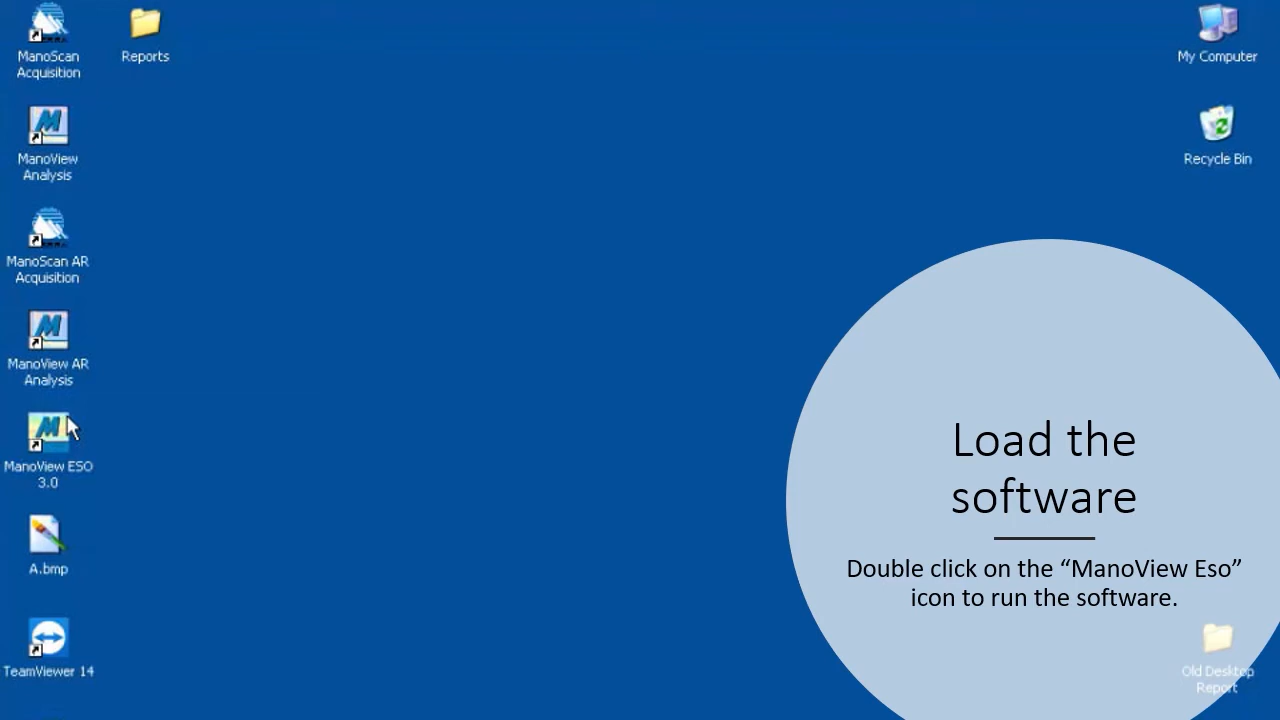 ManoScan
Acquisition
Reports
My Computer
ManoView
Analysis
Recycle Bin
ManoScan AR
Acquisition
ManoView AR
Analysis
ManoView ESO
3.0
A.bmp
TeamViewer 14
Load the
software
Double click on the “ManoView Eso”
icon to run the software.
Old Desktop
Report